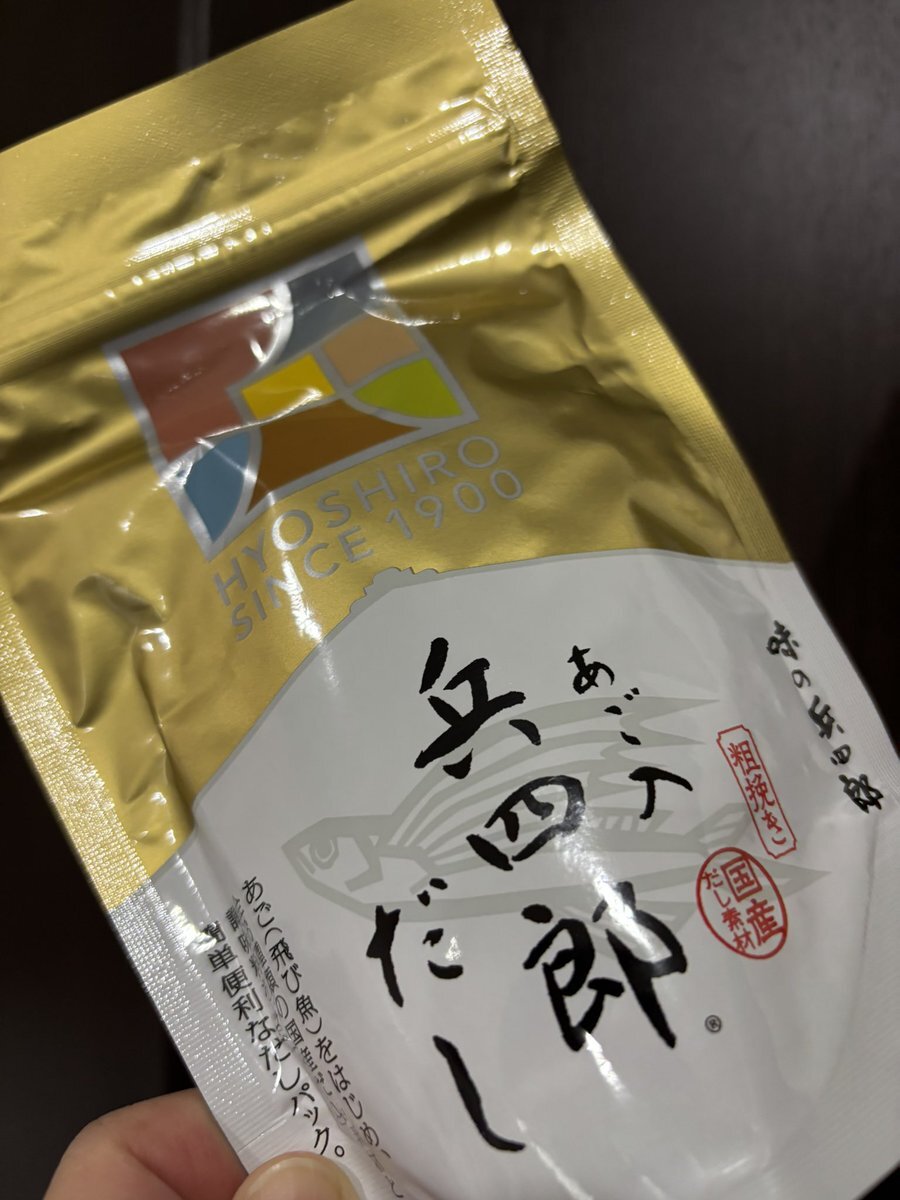 HYOSHIRO
SINCE 1900
味の兵四郎
粗挽き
国産
だし素材
あご入
兵四郎
だし
®
あご(飛び魚)をはじめ、
簡単便利なだしパック。